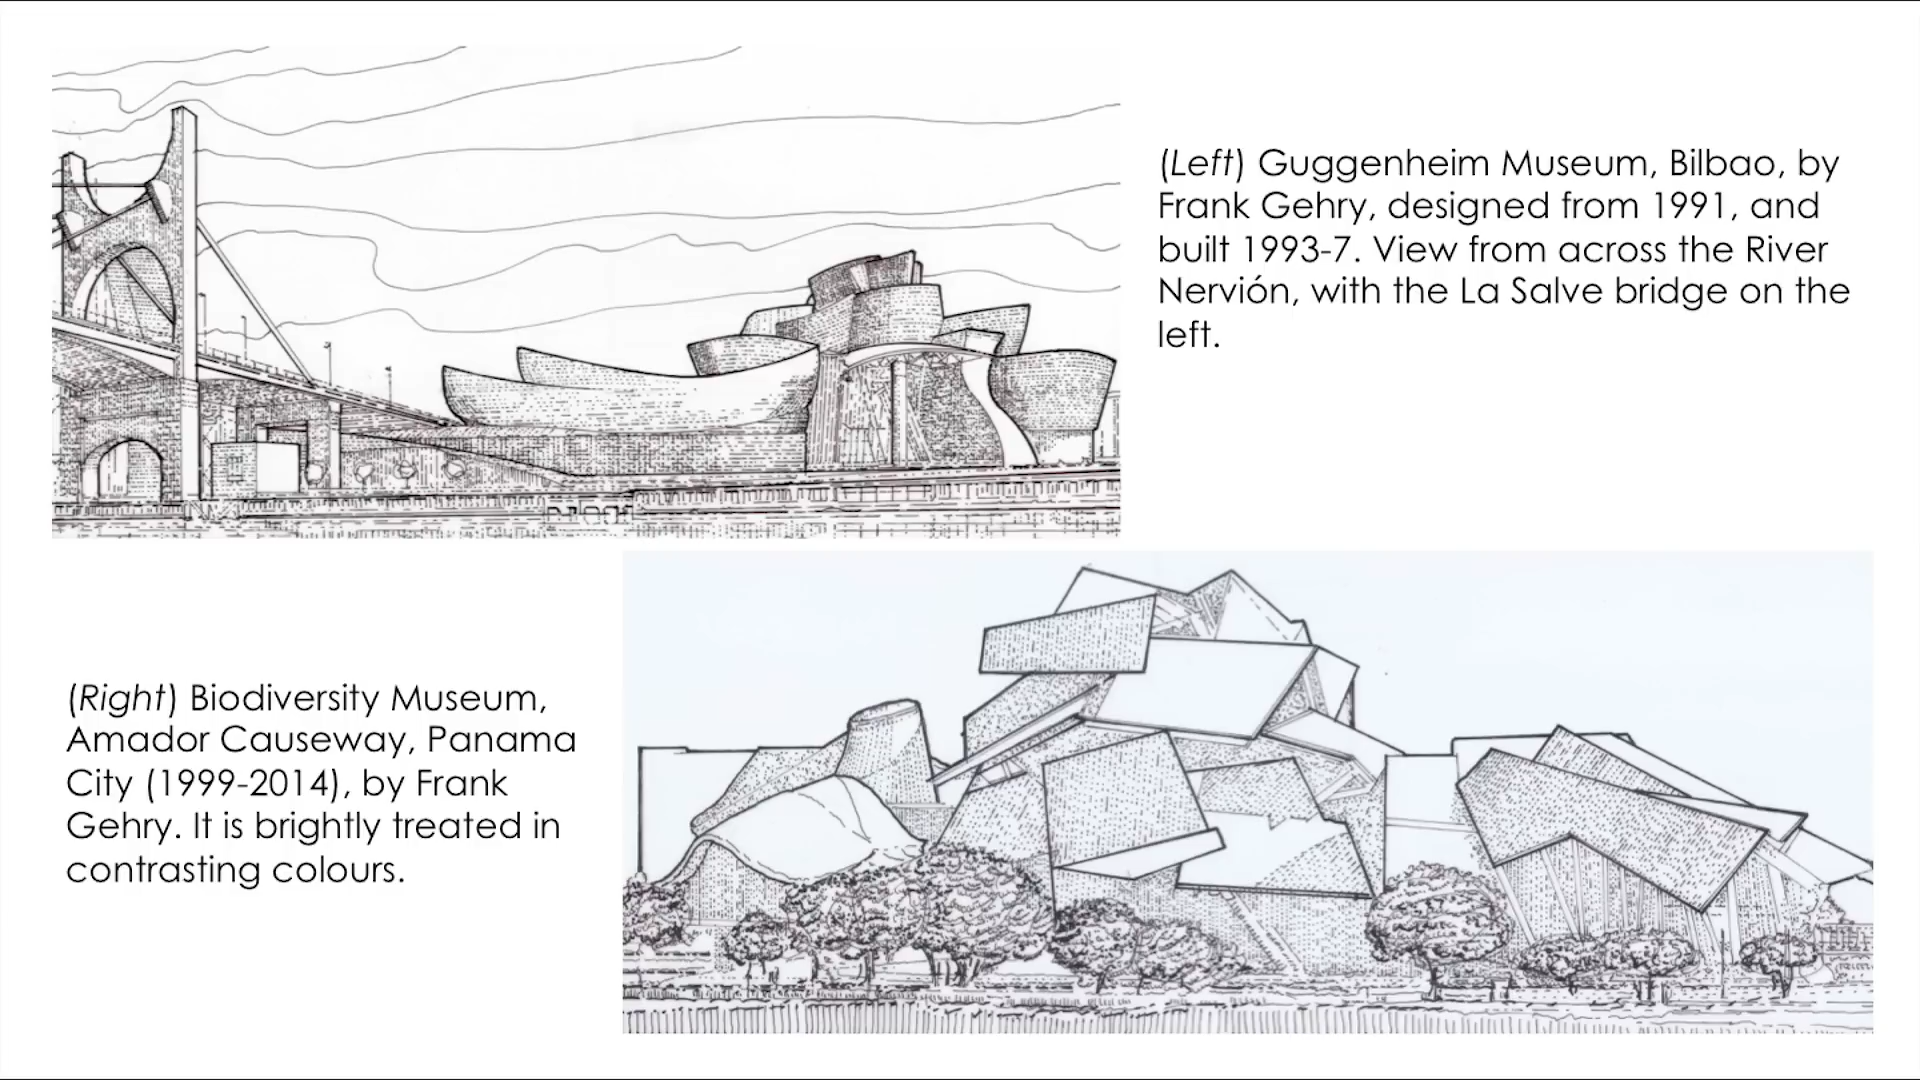 (Left) Guggenheim Museum, Bilbao, by
Frank Gehry, designed from 1991, and
built 1993-7. View from across the River
Nervión, with the La Salve bridge on the
left.
(Right) Biodiversity Museum,
Amador Causeway, Panama
City (1999-2014), by Frank
Gehry. It is brightly treated in
contrasting colours.